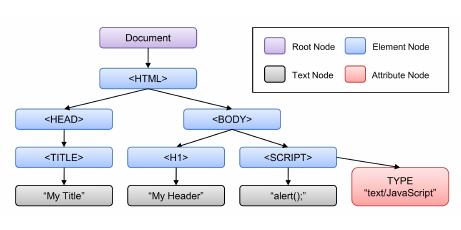 Document
Root Node
Element Node
Text Node
Attribute Node
<HTML>
<HEAD>
<BODY>
<TITLE>
<H1>
<SCRIPT>
"My Title"
"My Header"
"alert();"
TYPE
"text/JavaScript"